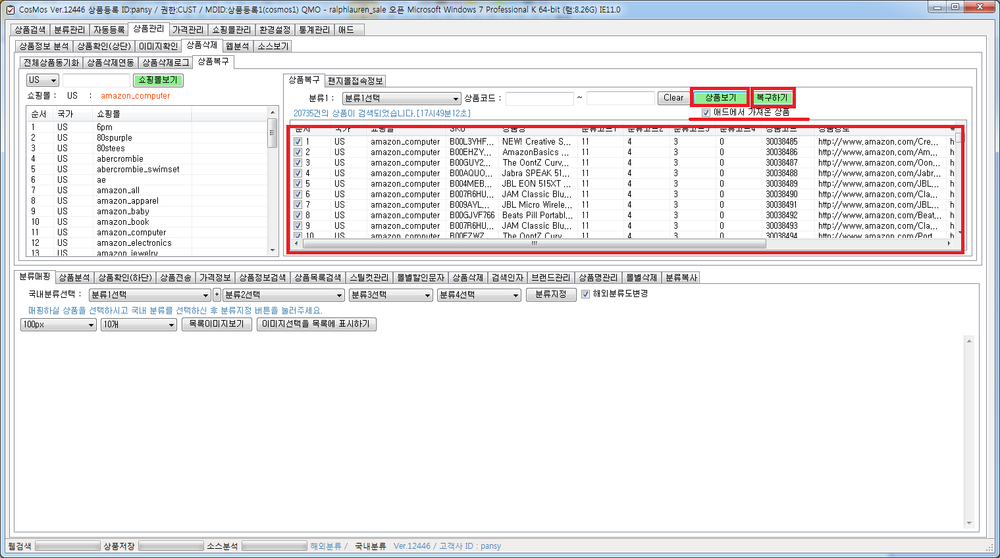 CosMos Ver.12446 상품등록 ID:pansy / 권한:CUST / MDID:상품등록1(cosmos1) QMO - ralphlauren_sale 오픈 Microsoft Windows 7 Professional K 64-bit (램:8.26G) IE11.0
상품검색 분류관리 자동등록 상품관리 가격관리 쇼핑몰관리 환경설정 통계관리 애드
상품정보 분석 상품확인(상단) 이미지확인 상품삭제 웹분석 소스보기
전체상품동기화 상품삭제연동 상품삭제로그 상품복구
US 쇼핑몰보기
쇼핑몰 : US : amazon_computer
순서 국가 쇼핑몰
1 US 6pm
2 US 80spurple
3 US 80stees
4 US abercrombie
5 US abercrombie_swimset
6 US ae
7 US amazon_all
8 US amazon_apparel
9 US amazon_baby
10 US amazon_book
11 US amazon_computer
12 US amazon_electronics
13 US amazon_jewelry
상품복구 팬지몰접속정보
분류1 : 분류1선택 상품코드 : ~ Clear 상품보기 복구하기
20735건의 상품이 검색되었습니다.[17시49분12초] 애드에서 가져온 상품
순서 국가 쇼핑몰 SKU 상품명 분류코드1 분류코드2 분류코드3 분류코드4 상품코드 상품정보
1 US amazon_computer B00L3YHF... NEW! Creative S... 11 4 3 0 30038485 http://www.amazon.com/Cre... h
2 US amazon_computer B00EHZY... AmazonBasics ... 11 4 3 0 30038486 http://www.amazon.com/Am... h
3 US amazon_computer B00GUY2... The OontZ Curv... 11 4 3 0 30038487 http://www.amazon.com/Oon... h
4 US amazon_computer B00AQUO... Jabra SPEAK 51... 11 4 3 0 30038488 http://www.amazon.com/Jabr... h
5 US amazon_computer B004MEB... JBL EON 515XT ... 11 4 3 0 30038489 http://www.amazon.com/JBL... h
6 US amazon_computer B007R6HU... JAM Classic Blu... 11 4 3 0 30038490 http://www.amazon.com/Cla... h
7 US amazon_computer B009AYL... JBL Micro Wirele... 11 4 3 0 30038491 http://www.amazon.com/JBL... h
8 US amazon_computer B00GJVF766 Beats Pill Portabl... 11 4 3 0 30038492 http://www.amazon.com/Beat... h
9 US amazon_computer B007R6HU... JAM Classic Blu... 11 4 3 0 30038493 http://www.amazon.com/Cla... h
10 US amazon_computer B00EZWZ... The OontZ Curv... 11 4 3 0 30038494 http://www.amazon.com/Port... h
분류매핑 상품분석 상품확인(하단) 상품전송 가격정보 상품정보검색 상품목록검색 스틸컷관리 몰별할인문자 상품삭제 검색인자 브랜드관리 상품명관리 몰별삭제 분류복사
국내분류선택 : 분류1선택 + 분류2선택 분류3선택 분류4선택 분류지정 해외분류도변경
매핑하실 상품을 선택하시고 국내 분류를 선택하신 후 분류지정 버튼을 눌러주세요.
100px 10개 목록이미지보기 이미지선택을 목록에 표시하기
웹검색 상품저장 소스분석 해외분류 / 국내분류 Ver.12446 / 고객사 ID : pansy